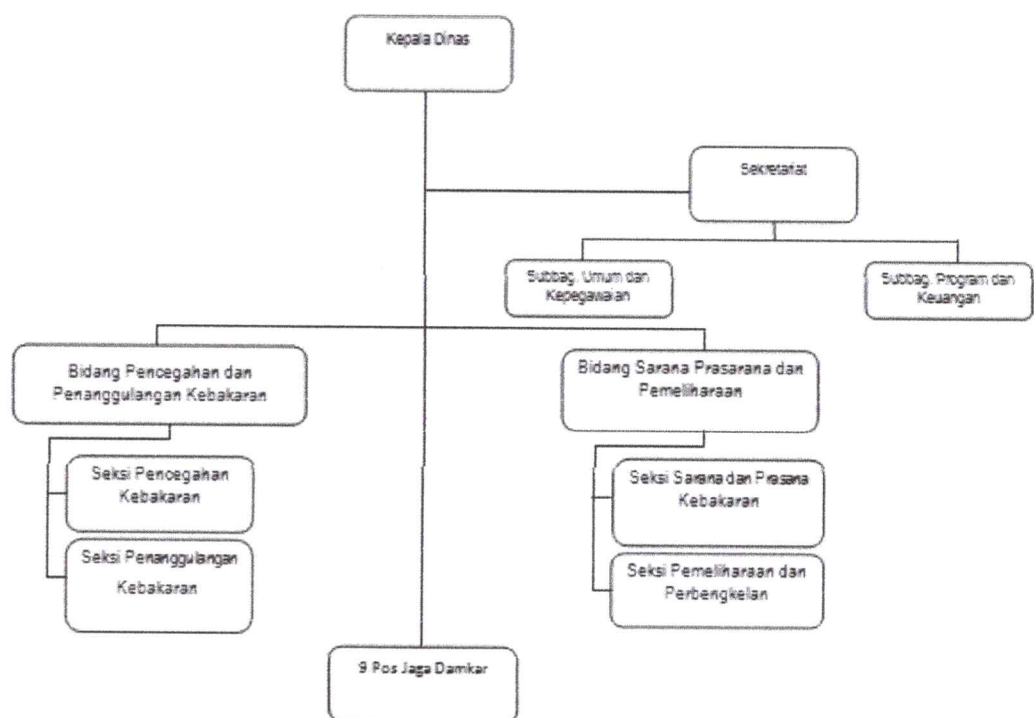 Kepala Dinas
Sekretariat
Subbag. Umum dan
Kepegawaian
Subbag. Program dan
Keuangan
Bidang Pencegahan dan
Penanggulangan Kebakaran
Bidang Sarana Prasarana dan
Pemeliharaan
Seksi Pencegahan
Kebakaran
Seksi Penanggulangan
Kebakaran
Seksi Sarana dan Prasana
Kebakaran
Seksi Pemeliharaan dan
Perbengkelan
9 Pos Jaga Damkar